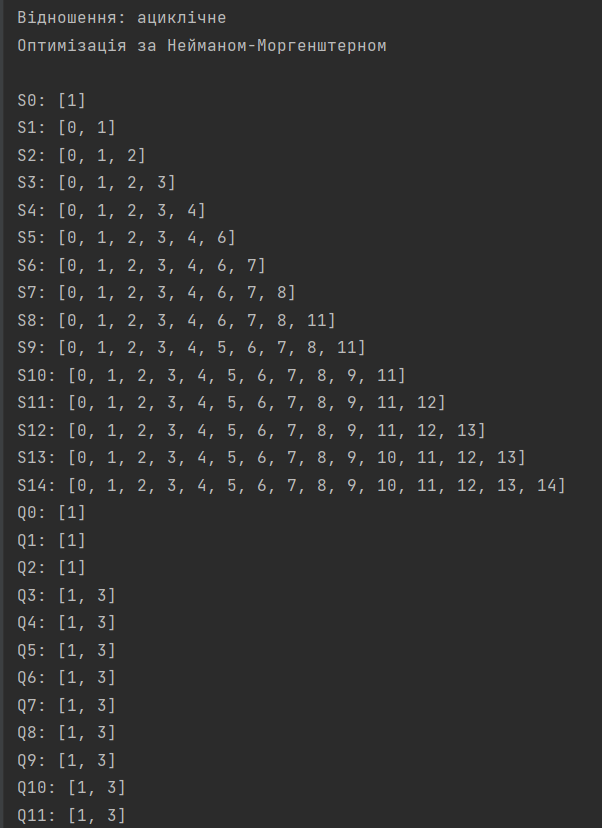 Відношення: ациклічне
Оптимізація за Нейманом-Моргенштерном
S0: [1]
S1: [0, 1]
S2: [0, 1, 2]
S3: [0, 1, 2, 3]
S4: [0, 1, 2, 3, 4]
S5: [0, 1, 2, 3, 4, 6]
S6: [0, 1, 2, 3, 4, 6, 7]
S7: [0, 1, 2, 3, 4, 6, 7, 8]
S8: [0, 1, 2, 3, 4, 6, 7, 8, 11]
S9: [0, 1, 2, 3, 4, 5, 6, 7, 8, 11]
S10: [0, 1, 2, 3, 4, 5, 6, 7, 8, 9, 11]
S11: [0, 1, 2, 3, 4, 5, 6, 7, 8, 9, 11, 12]
S12: [0, 1, 2, 3, 4, 5, 6, 7, 8, 9, 11, 12, 13]
S13: [0, 1, 2, 3, 4, 5, 6, 7, 8, 9, 10, 11, 12, 13]
S14: [0, 1, 2, 3, 4, 5, 6, 7, 8, 9, 10, 11, 12, 13, 14]
Q0: [1]
Q1: [1]
Q2: [1]
Q3: [1, 3]
Q4: [1, 3]
Q5: [1, 3]
Q6: [1, 3]
Q7: [1, 3]
Q8: [1, 3]
Q9: [1, 3]
Q10: [1, 3]
Q11: [1, 3]